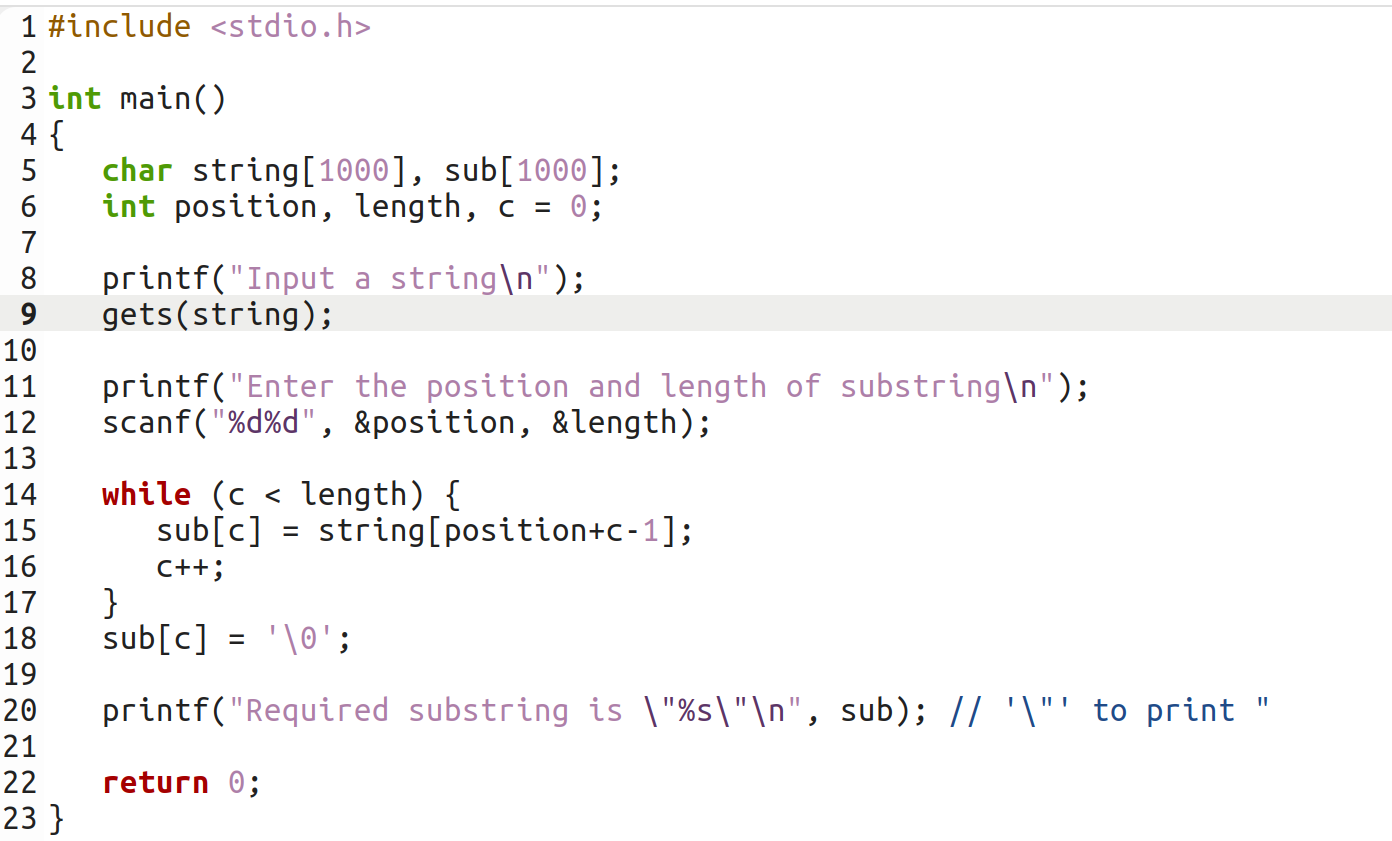 1 #include <stdio.h>
2
3 int main()
4 {
5    char string[1000], sub[1000];
6    int position, length, c = 0;
7
8    printf("Input a string\n");
9    gets(string);
10
11    printf("Enter the position and length of substring\n");
12    scanf("%d%d", &position, &length);
13
14    while (c < length) {
15       sub[c] = string[position+c-1];
16       c++;
17    }
18    sub[c] = '\0';
19
20    printf("Required substring is \"%s\"\n", sub); // '\"' to print "
21
22    return 0;
23 }